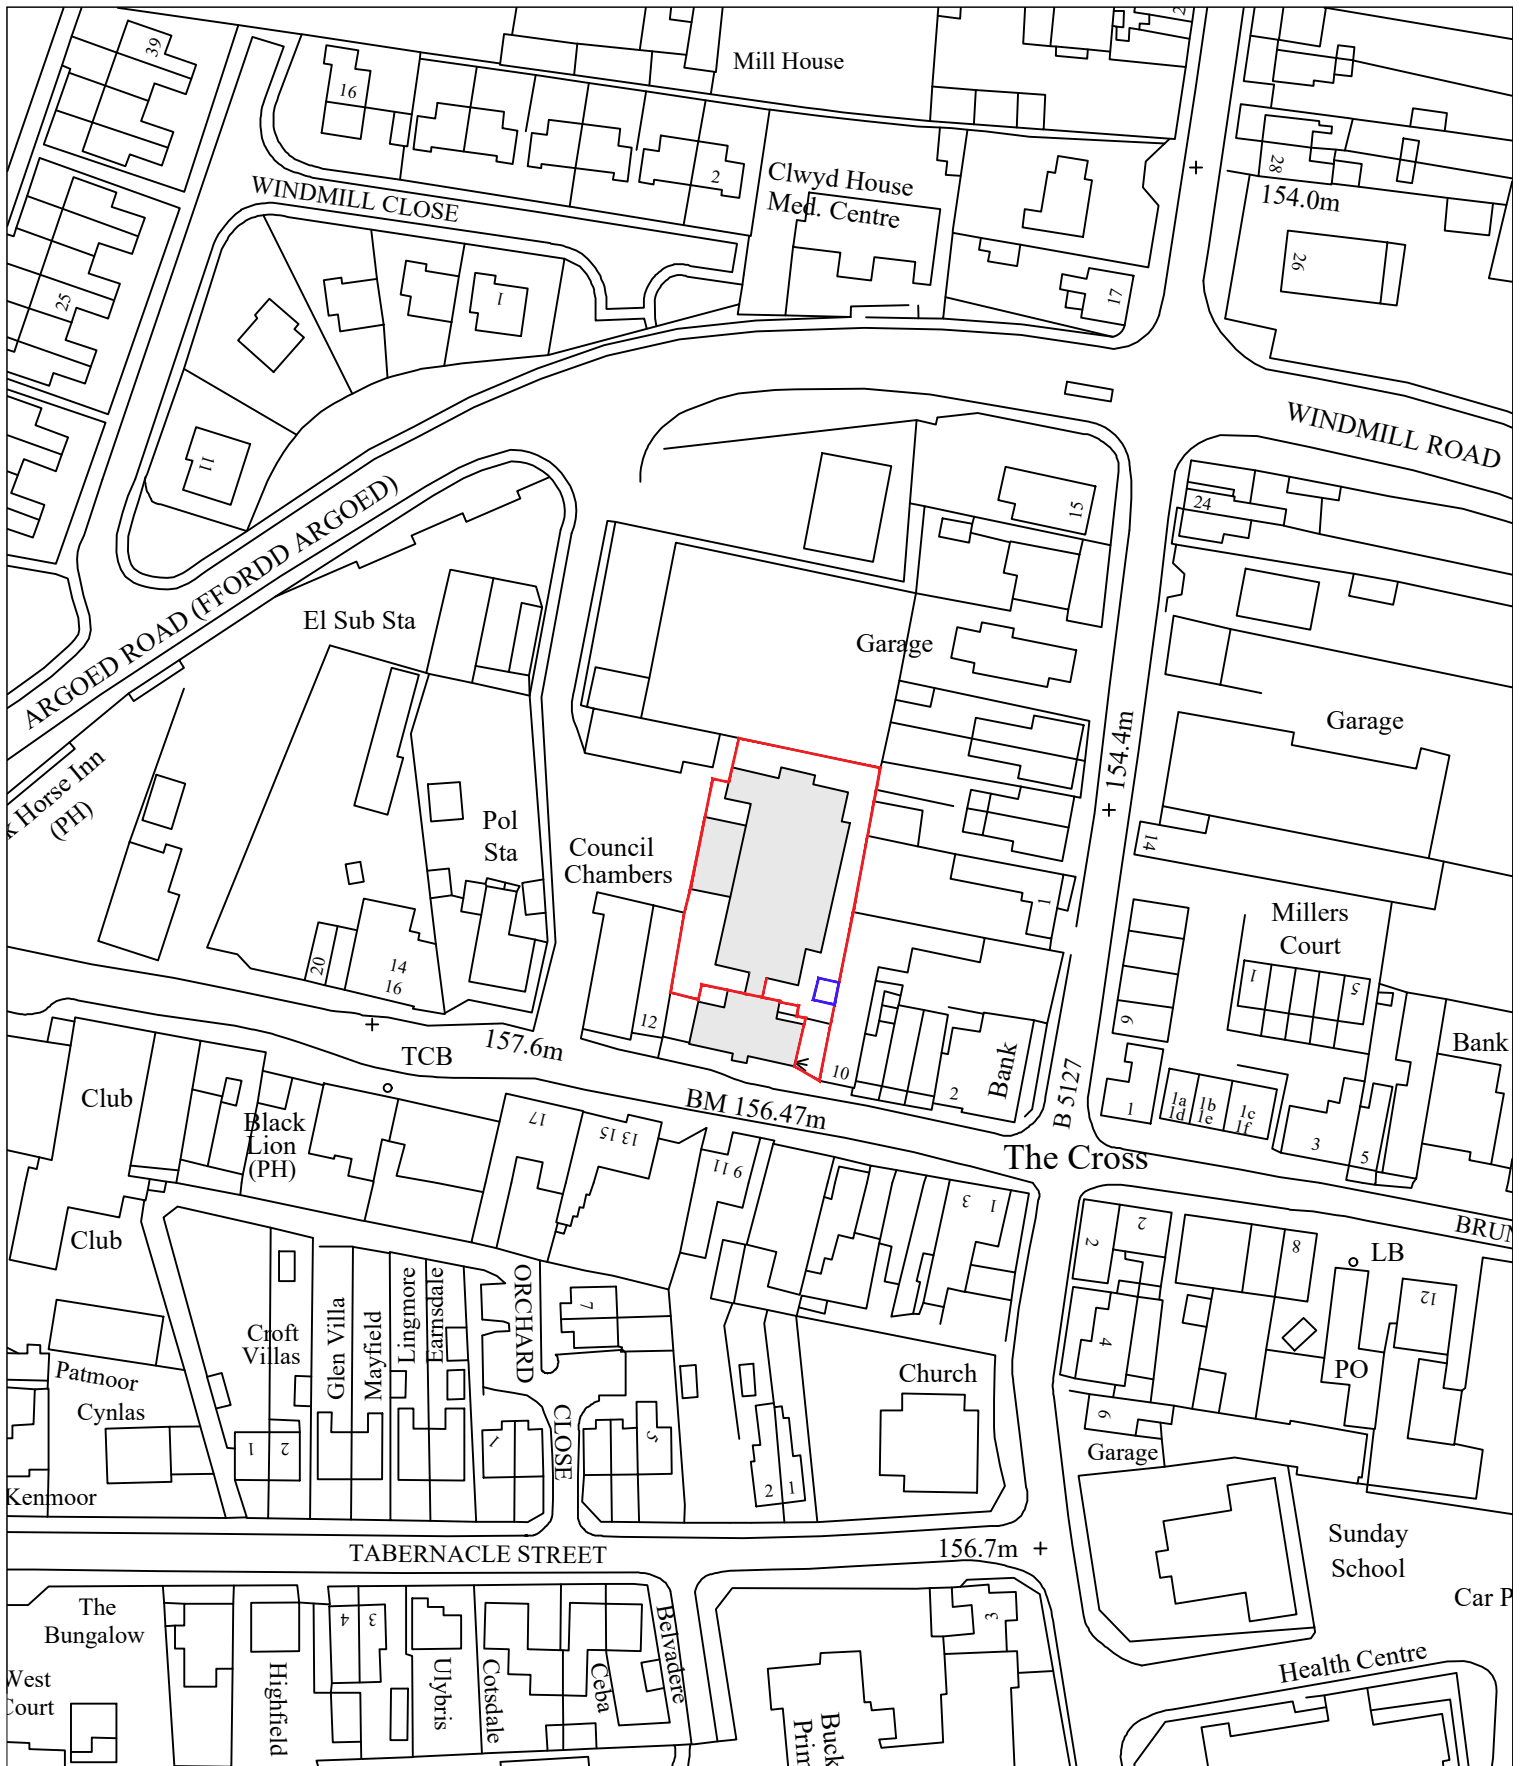 Mill House
39
16
2
28
154.0m
WINDMILL CLOSE
Clwyd House
Med. Centre
26
25
1
17
11
WINDMILL ROAD
24
15
ARGOED ROAD (FFORDD ARGOED)
El Sub Sta
Garage
154.4m
Garage
Horse Inn
(PH)
Pol
Sta
Council
Chambers
14
1
Millers
Court
1
5
20
14
16
12
10
2
Bank
6
Bank
157.6m
TCB
BM 156.47m
B 5127
1
1a
1d
1b
1e
1c
1f
3
5
Club
Black
Lion
(PH)
17
13 15
9 11
The Cross
3
1
2
2
8
BRUN
LB
12
Club
Croft
Villas
Glen Villa
Mayfield
Lingmore
Earnsdale
ORCHARD
CLOSE
7
4
PO
Patmoor
Cynlas
Church
6
Garage
1
2
1
5
2
1
Kenmoor
TABERNACLE STREET
156.7m
Sunday
School
Car P
The
Bungalow
4
3
3
Belvadere
West
Court
Highfield
Ulybris
Cotsdale
Ceba
Buck
Prim
Health Centre